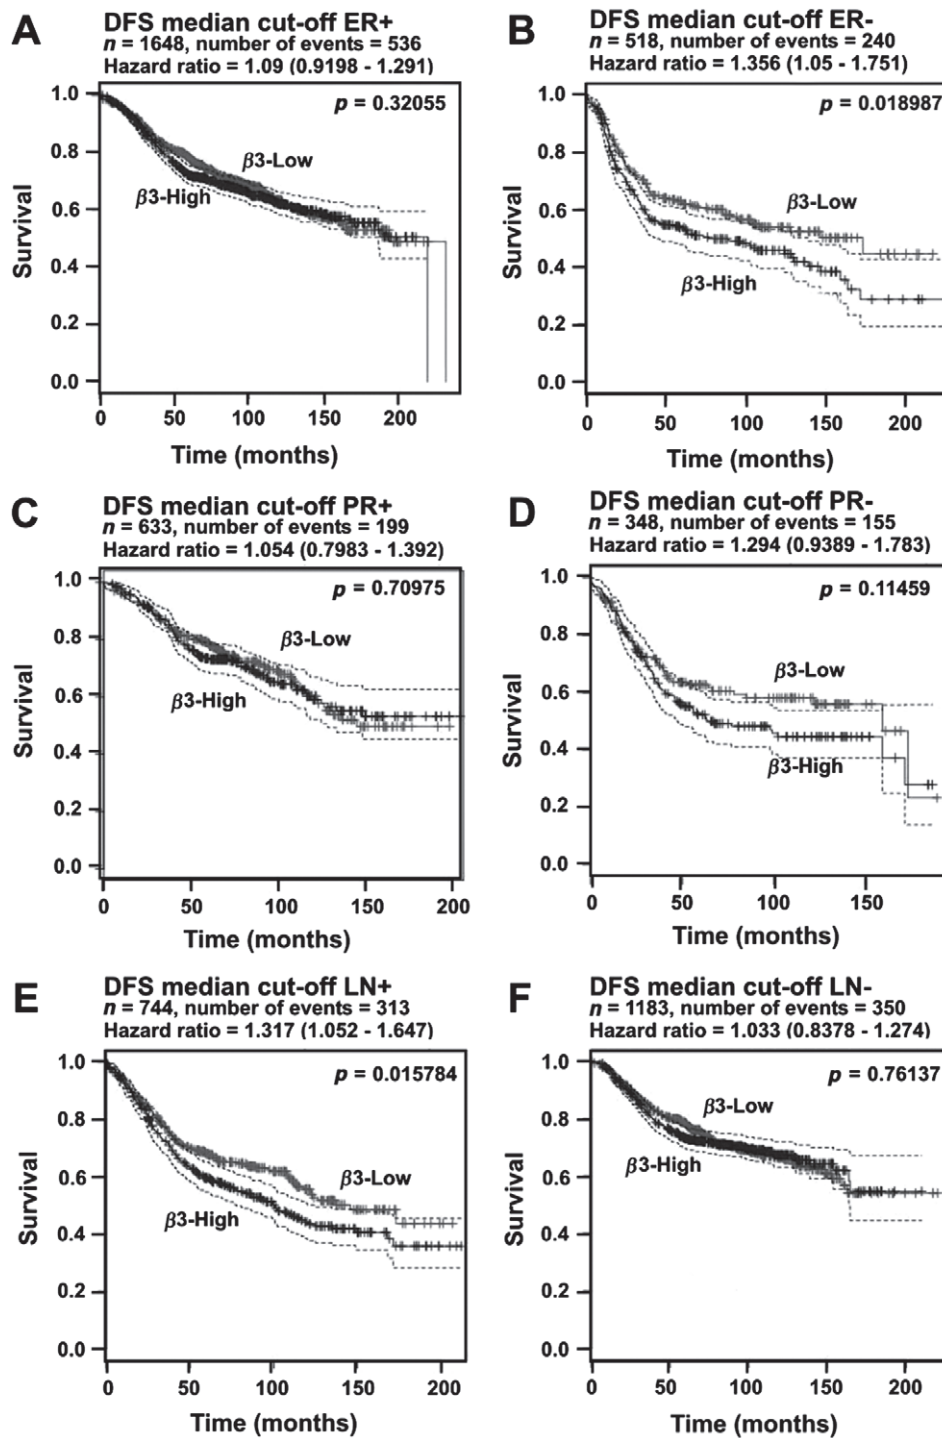 A
DFS median cut-off ER+
n = 1648, number of events = 536
Hazard ratio = 1.09 (0.9198 - 1.291)
p = 0.32055
β3-Low
β3-High
Survival
1.0
0.8
0.6
0.4
0.2
0.0
0 50 100 150 200
Time (months)
B
DFS median cut-off ER-
n = 518, number of events = 240
Hazard ratio = 1.356 (1.05 - 1.751)
p = 0.018987
β3-Low
β3-High
Survival
1.0
0.8
0.6
0.4
0.2
0.0
0 50 100 150 200
Time (months)
C
DFS median cut-off PR+
n = 633, number of events = 199
Hazard ratio = 1.054 (0.7983 - 1.392)
p = 0.70975
β3-Low
β3-High
Survival
1.0
0.8
0.6
0.4
0.2
0.0
0 50 100 150 200
Time (months)
D
DFS median cut-off PR-
n = 348, number of events = 155
Hazard ratio = 1.294 (0.9389 - 1.783)
p = 0.11459
β3-Low
β3-High
Survival
1.0
0.8
0.6
0.4
0.2
0.0
0 50 100 150
Time (months)
E
DFS median cut-off LN+
n = 744, number of events = 313
Hazard ratio = 1.317 (1.052 - 1.647)
p = 0.015784
β3-Low
β3-High
Survival
1.0
0.8
0.6
0.4
0.2
0.0
0 50 100 150 200
Time (months)
F
DFS median cut-off LN-
n = 1183, number of events = 350
Hazard ratio = 1.033 (0.8378 - 1.274)
p = 0.76137
β3-Low
β3-High
Survival
1.0
0.8
0.6
0.4
0.2
0.0
0 50 100 150 200
Time (months)